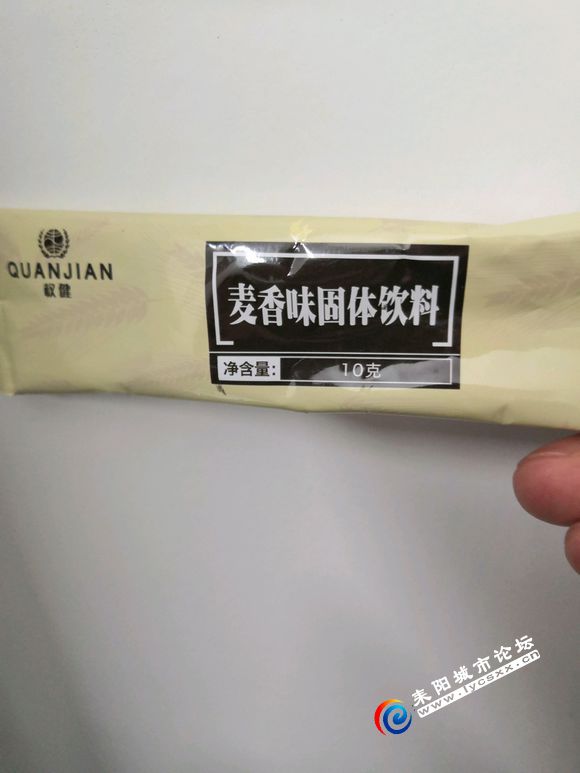 QUANJIAN
权健
麦香味固体饮料
净含量: 10克
耒阳城市论坛
www.lycsxx.cn